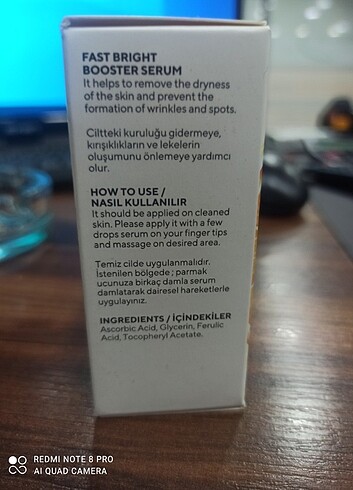 FAST BRIGHT
BOOSTER SERUM
It helps to remove the dryness
of the skin and prevent the
formation of wrinkles and spots.
Ciltteki kuruluğu gidermeye,
kırışıklıkların ve lekelerin
oluşumunu önlemeye yardımcı
olur.
HOW TO USE /
NASIL KULLANILIR
It should be applied on cleaned
skin. Please apply it with a few
drops serum on your finger tips
and massage on desired area.
Temiz cilde uygulanmalıdır.
İstenilen bölgede ; parmak
ucunuza birkaç damla serum
damlatarak dairesel hareketlerle
uygulayınız.
INGREDIENTS / İÇİNDEKİLER
Ascorbic Acid, Glycerin, Ferulic
Acid, Tocopheryl Acetate.
REDMI NOTE 8 PRO
AI QUAD CAMERA